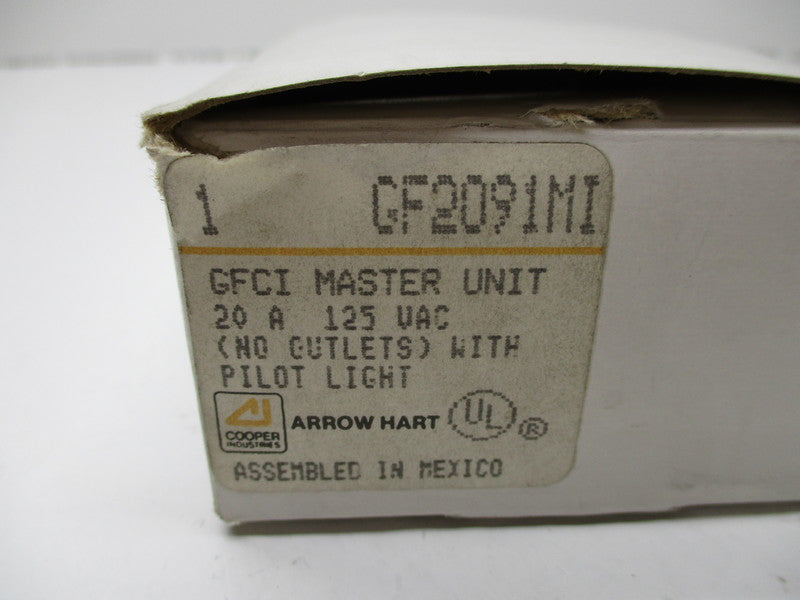 1 GF2091MI
GFCI MASTER UNIT
20 A 125 VAC
(NO OUTLETS) WITH
PILOT LIGHT
COOPER
INDUSTRIES
ARROW HART UL ®
ASSEMBLED IN MEXICO